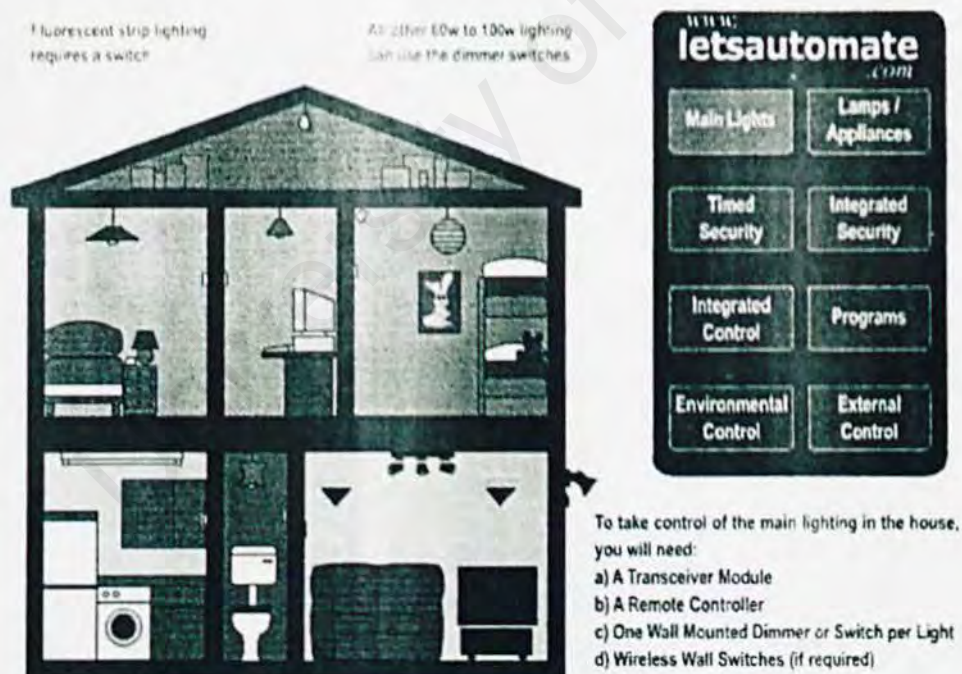 Fluorescent strip lighting
requires a switch
All other 60w to 100w lighting
can use the dimmer switches
www.
letsautomate
.com
Main Lights
Lamps /
Appliances
Timed
Security
Integrated
Security
Integrated
Control
Programs
Environmental
Control
External
Control
To take control of the main lighting in the house,
you will need:
a) A Transceiver Module
b) A Remote Controller
c) One Wall Mounted Dimmer or Switch per Light
d) Wireless Wall Switches (if required)